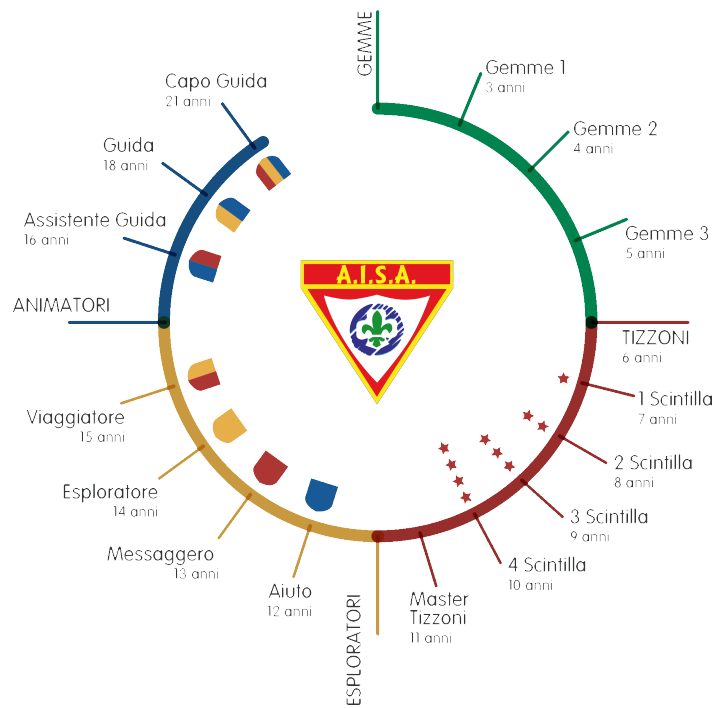 GEMME
Gemme 1
3 anni
Gemme 2
4 anni
Gemme 3
5 anni
TIZZONI
6 anni
1 Scintilla
7 anni
2 Scintilla
8 anni
3 Scintilla
9 anni
4 Scintilla
10 anni
Master
Tizzoni
11 anni
ESPLORATORI
Aiuto
12 anni
Messaggero
13 anni
Esploratore
14 anni
Viaggiatore
15 anni
ANIMATORI
Assistente Guida
16 anni
Guida
18 anni
Capo Guida
21 anni
A.I.S.A.